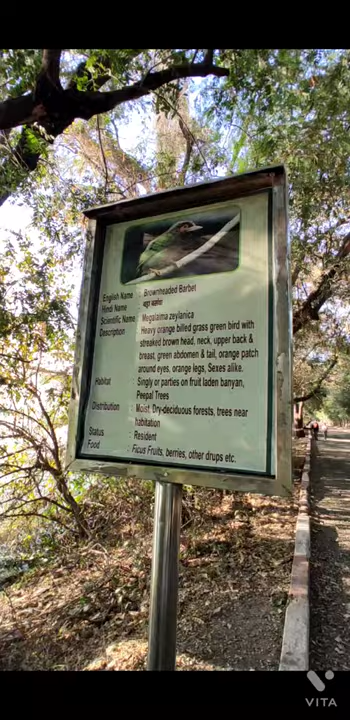 English Name : Brownheaded Barbet
Hindi Name : बड़ा बसंता
Scientific Name : Megalaima zeylanica
Description : Heavy orange billed grass green bird with
streaked brown head, neck, upper back &
breast, green abdomen & tail, orange patch
around eyes, orange legs, Sexes alike.
Habitat : Singly or parties on fruit laden banyan,
Peepal Trees
Distribution : Moist, Dry-deciduous forests, trees near
habitation
Status : Resident
Food : Ficus Fruits, berries, other drups etc.
VITA